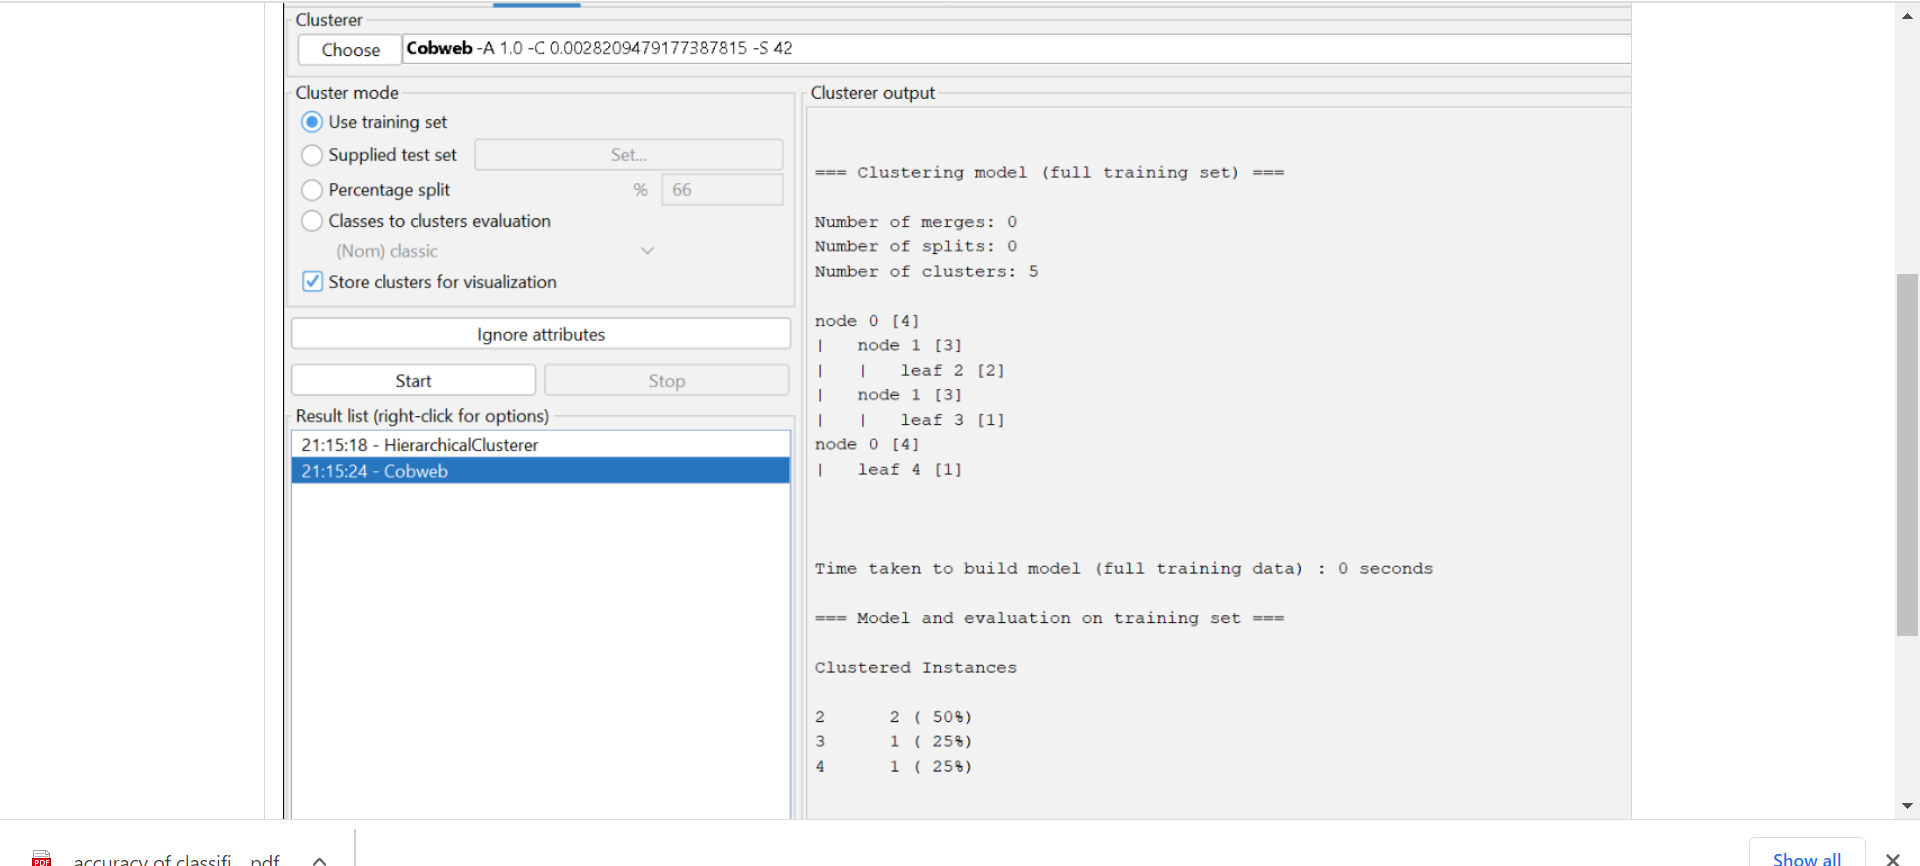 Clusterer
Choose
Cobweb -A 1.0 -C 0.0028209479177387815 -S 42
Cluster mode
Use training set
Supplied test set
Set...
Percentage split
%
66
Classes to clusters evaluation
(Nom) classic
Store clusters for visualization
Ignore attributes
Start
Stop
Result list (right-click for options)
21:15:18 - HierarchicalClusterer
21:15:24 - Cobweb
Clusterer output
=== Clustering model (full training set) ===
Number of merges: 0
Number of splits: 0
Number of clusters: 5
node 0 [4]
|   node 1 [3]
|   |   leaf 2 [2]
|   node 1 [3]
|   |   leaf 3 [1]
node 0 [4]
|   leaf 4 [1]
Time taken to build model (full training data) : 0 seconds
=== Model and evaluation on training set ===
Clustered Instances
2      2 ( 50%)
3      1 ( 25%)
4      1 ( 25%)
PDF
accuracy of classifi....pdf
Show all